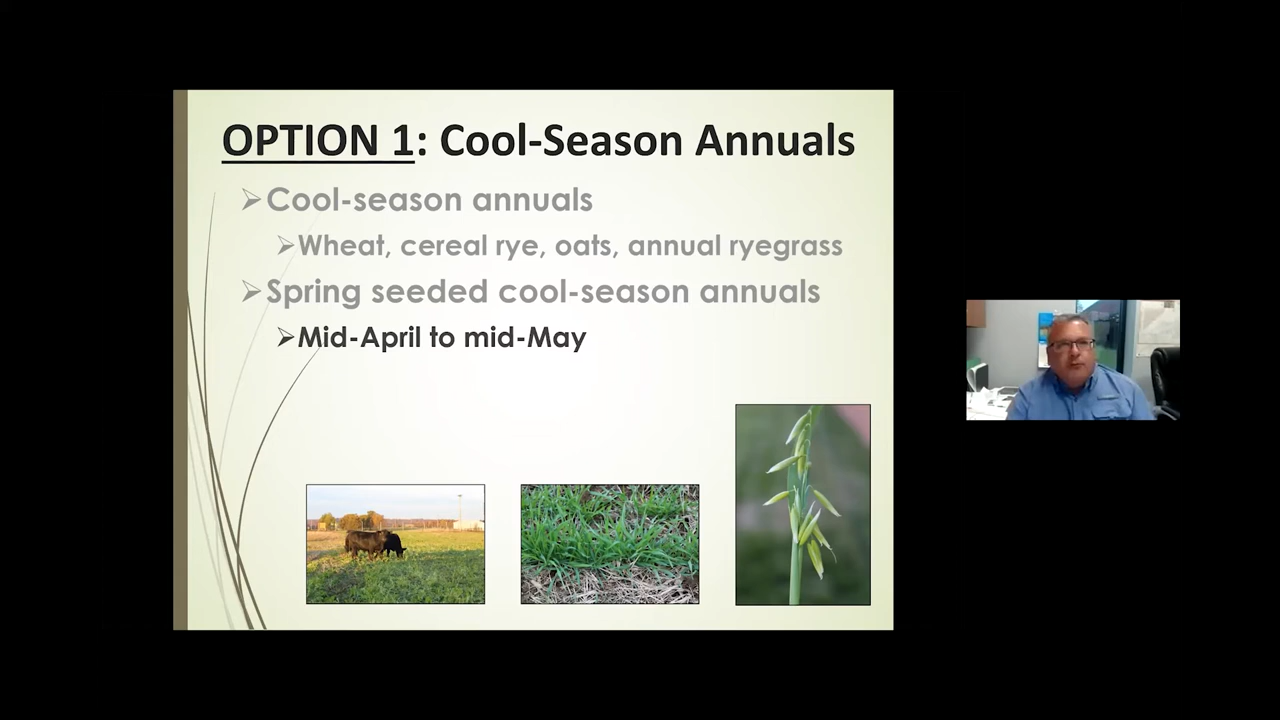 OPTION 1: Cool-Season Annuals
Cool-season annuals
Wheat, cereal rye, oats, annual ryegrass
Spring seeded cool-season annuals
Mid-April to mid-May